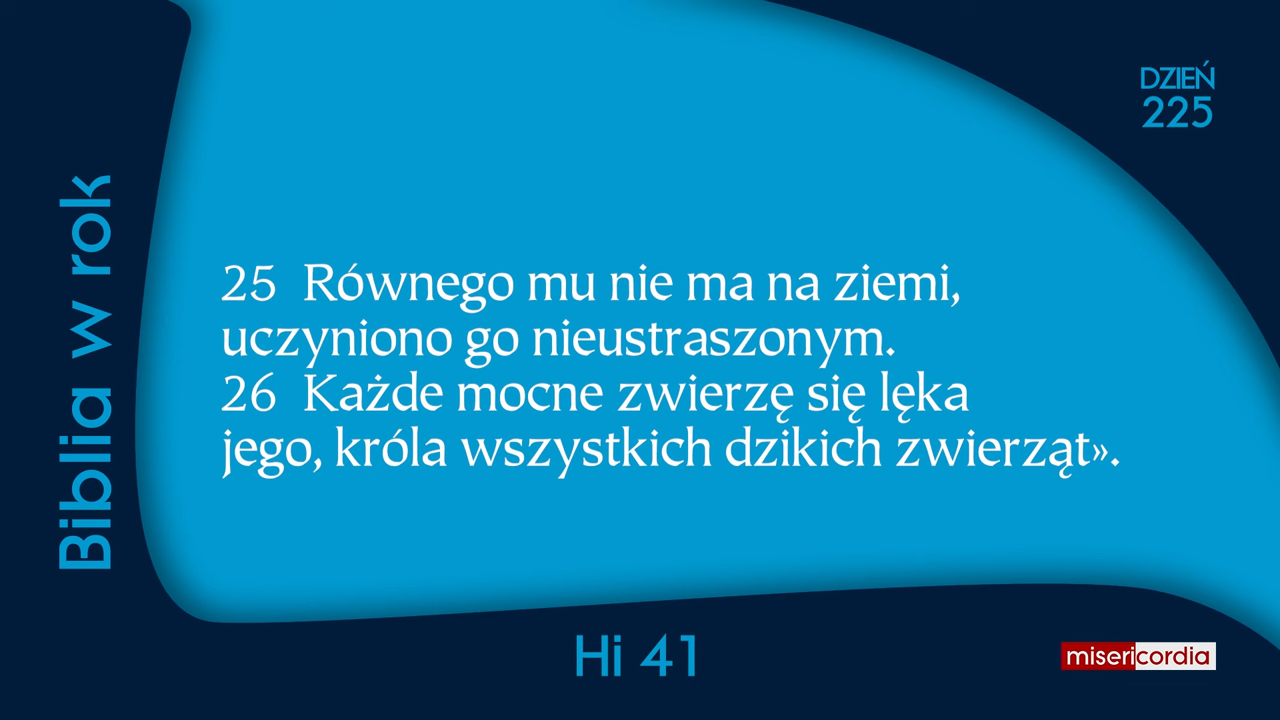 DZIEŃ
225
Biblia w rok
25 Równego mu nie ma na ziemi,
uczyniono go nieustraszonym.
26 Każde mocne zwierzę się lęka
jego, króla wszystkich dzikich zwierząt».
Hi 41
misericordia